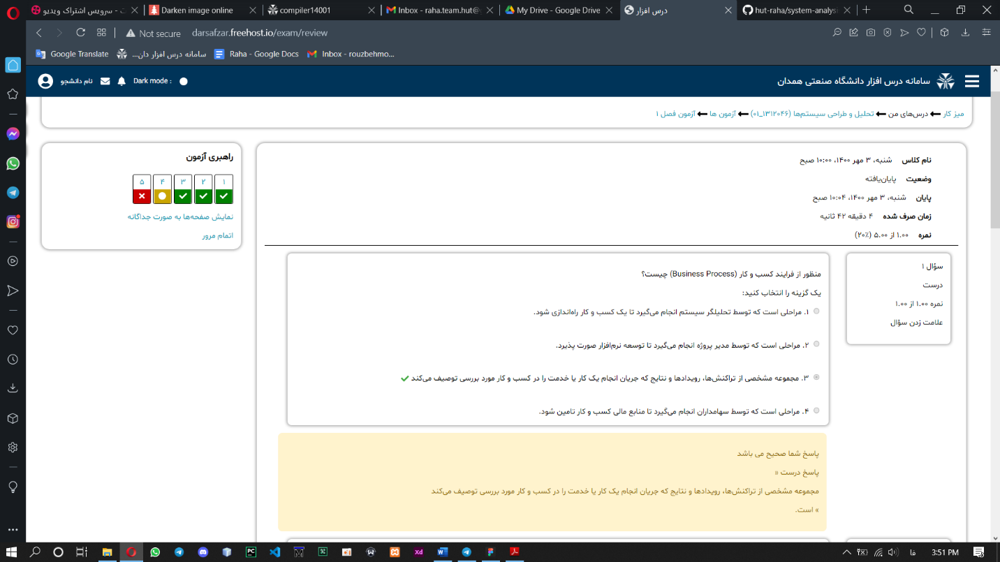 ت - سرویس اشتراک ویدیو
Darken image online
compiler14001
Inbox - raha.team.hut@
My Drive - Google Drive
درس افزار
hut-raha/system-analys
Not secure
darsafzar.freehost.io/exam/review
Google Translate
سامانه درس افزار دان...
Raha - Google Docs
Inbox - rouzbehmo...
سامانه درس افزار دانشگاه صنعتی همدان
Dark mode :
نام دانشجو
میز کار درس‌های من تحلیل و طراحی سیستم‌ها (۱۳۱۲۰۴۶_۰۱) آزمون ها آزمون فصل ۱
نام کلاس شنبه، ۳ مهر ۱۴۰۰، ۱۰:۰۰ صبح
وضعیت پایان‌یافته
پایان شنبه، ۳ مهر ۱۴۰۰، ۱۰:۰۴ صبح
زمان صرف شده ۴ دقیقه ۴۲ ثانیه
نمره ۱.۰۰ از ۵.۰۰ (۲۰٪)
سؤال ۱
درست
نمره ۱.۰۰ از ۱.۰۰
علامت زدن سؤال
منظور از فرایند کسب و کار (Business Process) چیست؟
یک گزینه را انتخاب کنید:
۱. مراحلی است که توسط تحلیلگر سیستم انجام می‌گیرد تا یک کسب و کار راه‌اندازی شود.
۲. مراحلی است که توسط مدیر پروژه انجام می‌گیرد تا توسعه نرم‌افزار صورت پذیرد.
۳. مجموعه مشخصی از تراکنش‌ها، رویدادها و نتایج که جریان انجام یک کار یا خدمت را در کسب و کار مورد بررسی توصیف می‌کند
۴. مراحلی است که توسط سهامداران انجام می‌گیرد تا منابع مالی کسب و کار تامین شود.
پاسخ شما صحیح می باشد
پاسخ درست «
مجموعه مشخصی از تراکنش‌ها، رویدادها و نتایج که جریان انجام یک کار یا خدمت را در کسب و کار مورد بررسی توصیف می‌کند
» است.
راهبری آزمون
۱ ۲ ۳ ۴ ۵
نمایش صفحه‌ها به صورت جداگانه
اتمام مرور
PC
Xd
W
فا
3:51 PM